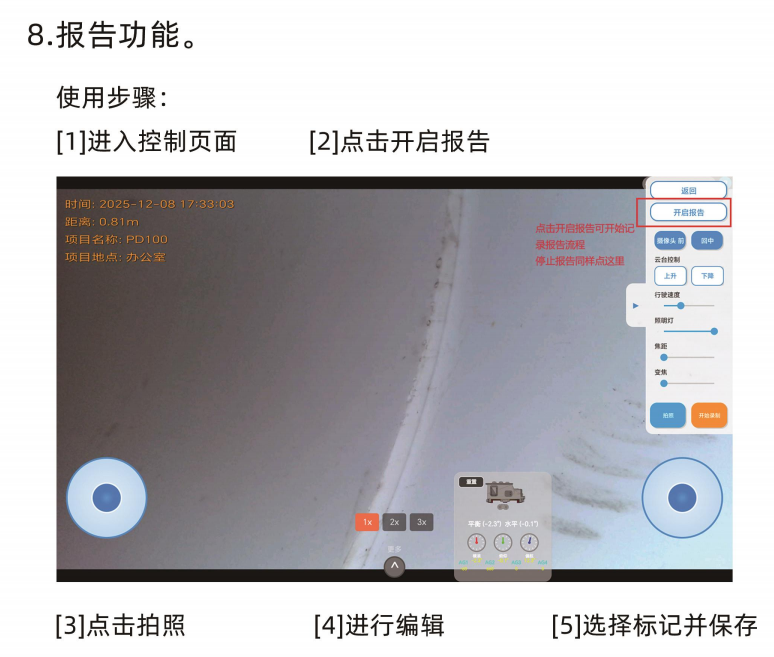 8.报告功能。
使用步骤：
[1]进入控制页面 [2]点击开启报告
时间: 2025-12-08 17:33:03
距离: 0.81m
项目名称: PD100
项目地点: 办公室
点击开启报告可开始记
录报告流程
停止报告同样点这里
返回
开启报告
摄像头 前 回中
云台控制
上升 下降
行驶速度
照明灯
焦距
变焦
拍照 开始录制
重置
平衡 (-2.3°) 水平 (-0.1°)
1x 2x 3x
更多
[3]点击拍照 [4]进行编辑 [5]选择标记并保存